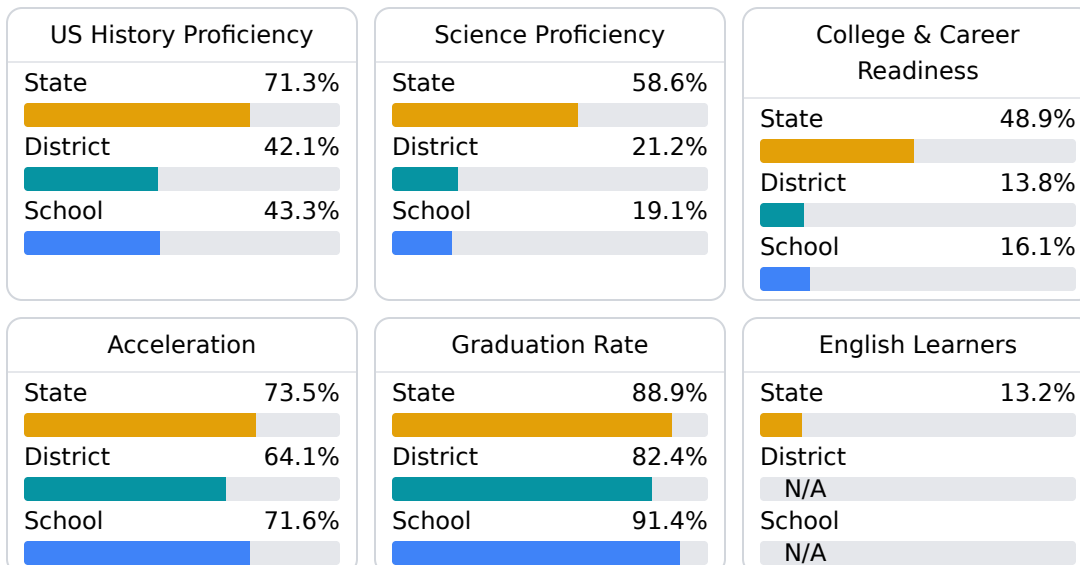 US History Proficiency
State 71.3%
District 42.1%
School 43.3%
Science Proficiency
State 58.6%
District 21.2%
School 19.1%
College & Career
Readiness
State 48.9%
District 13.8%
School 16.1%
Acceleration
State 73.5%
District 64.1%
School 71.6%
Graduation Rate
State 88.9%
District 82.4%
School 91.4%
English Learners
State 13.2%
District
N/A
School
N/A